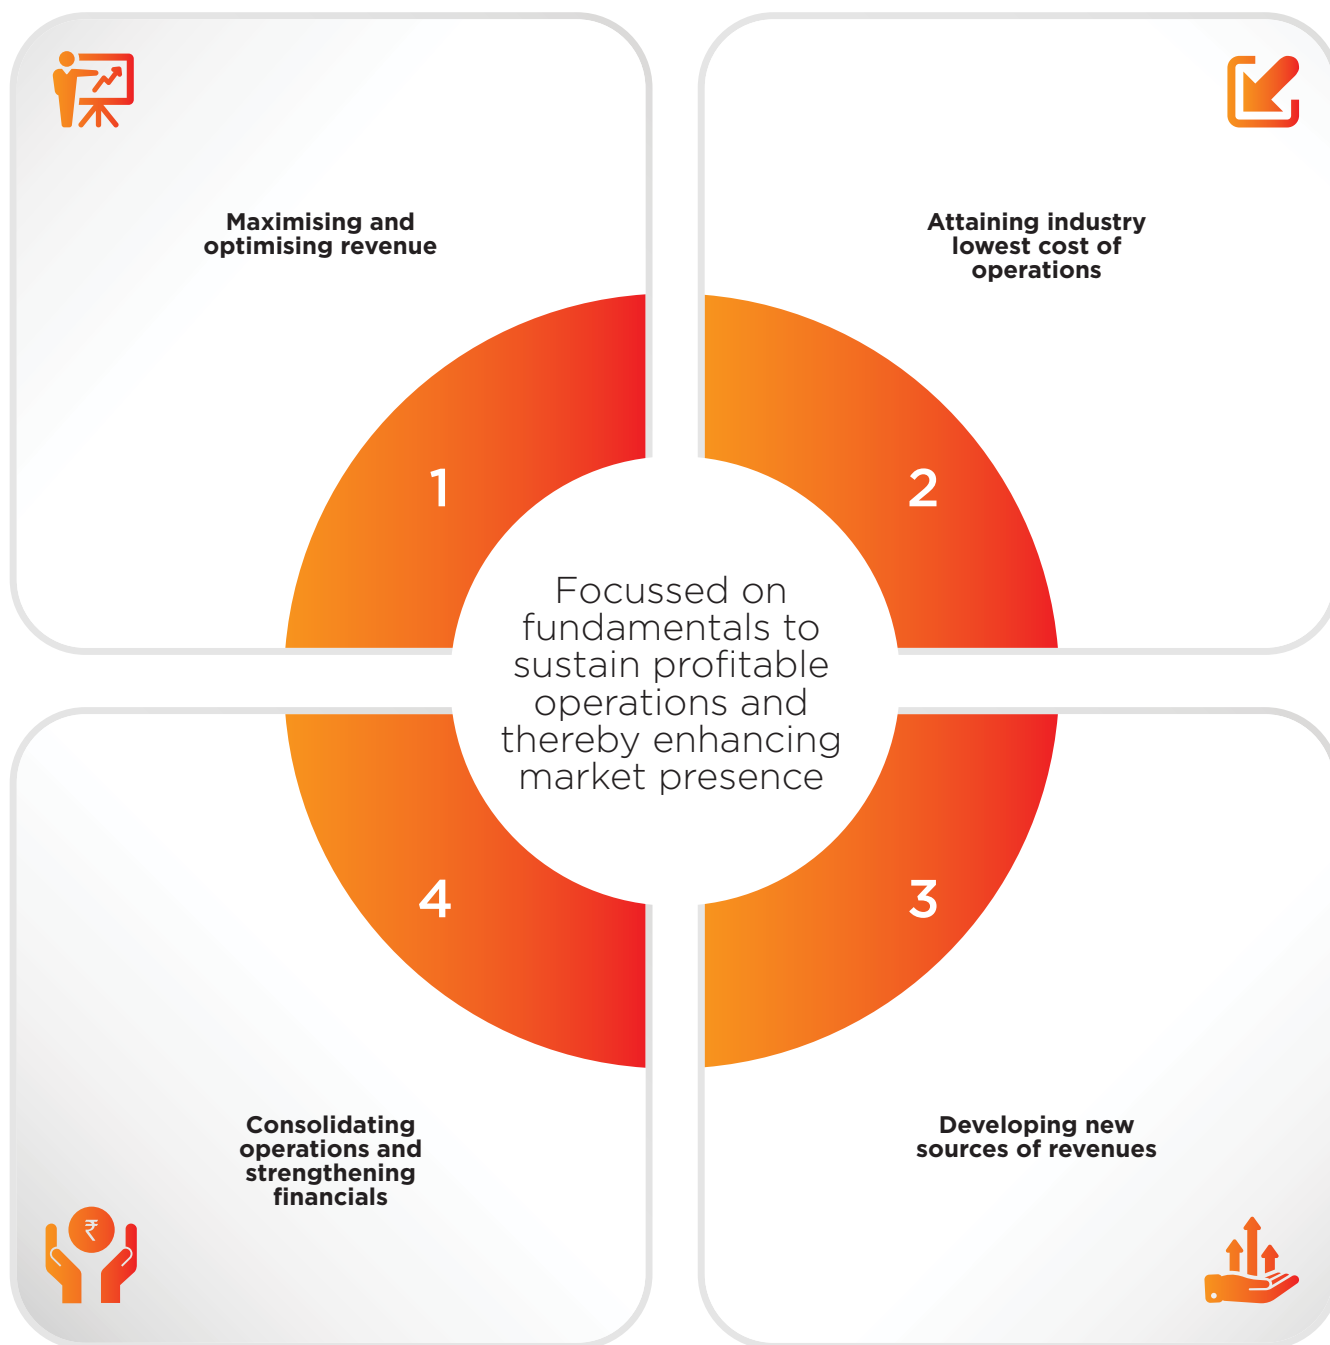 Maximising and
optimising revenue
1
Attaining industry
lowest cost of
operations
2
Focussed on
fundamentals to
sustain profitable
operations and
thereby enhancing
market presence
3
Developing new
sources of revenues
4
Consolidating
operations and
strengthening
financials
₹